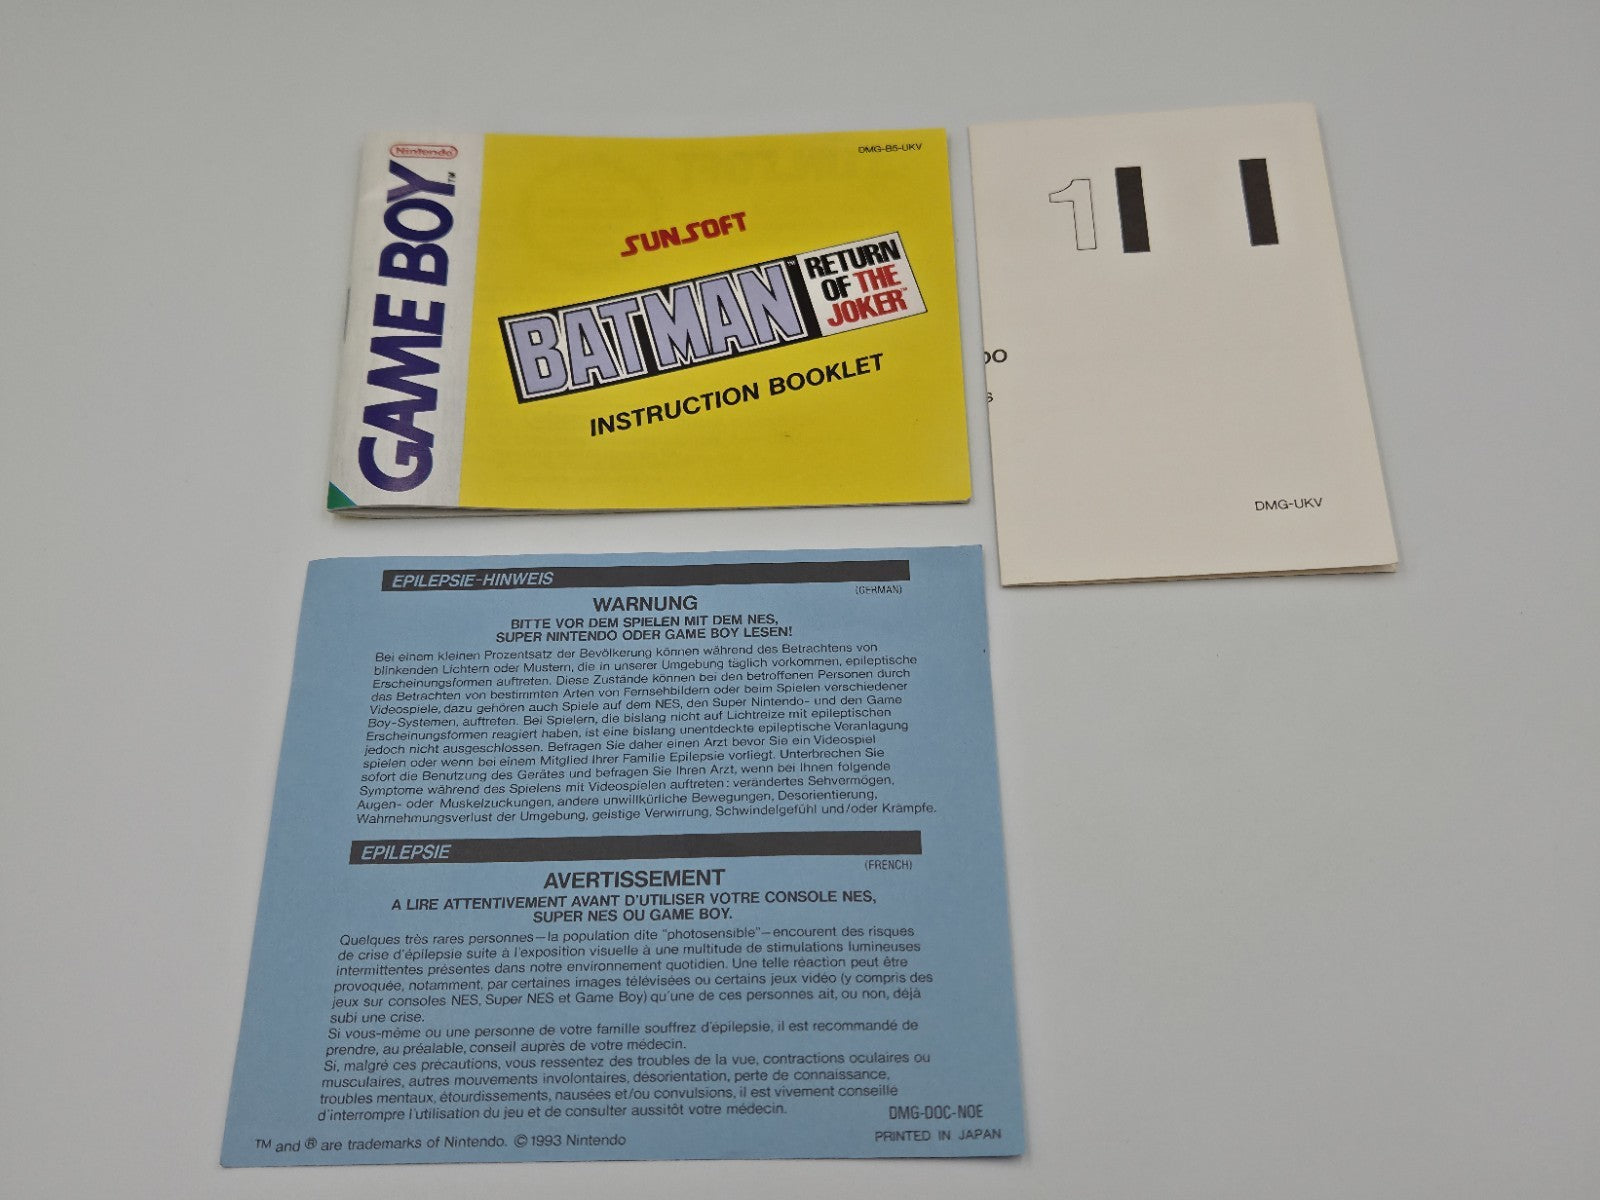 Nintendo
GAME BOY™
DMG-B5-UKV
SUNSOFT
BATMAN™
RETURN
OF THE
JOKER™
INSTRUCTION BOOKLET
1
DO
s
DMG-UKV
EPILEPSIE-HINWEIS
(GERMAN)
WARNUNG
BITTE VOR DEM SPIELEN MIT DEM NES,
SUPER NINTENDO ODER GAME BOY LESEN!
Bei einem kleinen Prozentsatz der Bevölkerung können während des Betrachtens von
blinkenden Lichtern oder Mustern, die in unserer Umgebung täglich vorkommen, epileptische
Erscheinungsformen auftreten. Diese Zustände können bei den betroffenen Personen durch
das Betrachten von bestimmten Arten von Fernsehbildern oder beim Spielen verschiedener
Videospiele, dazu gehören auch Spiele auf dem NES, den Super Nintendo- und den Game
Boy-Systemen, auftreten. Bei Spielern, die bislang nicht auf Lichtreize mit epileptischen
Erscheinungsformen reagiert haben, ist eine bislang unentdeckte epileptische Veranlagung
jedoch nicht ausgeschlossen. Befragen Sie daher einen Arzt bevor Sie ein Videospiel
spielen oder wenn bei einem Mitglied Ihrer Familie Epilepsie vorliegt. Unterbrechen Sie
sofort die Benutzung des Gerätes und befragen Sie Ihren Arzt, wenn bei Ihnen folgende
Symptome während des Spielens mit Videospielen auftreten: verändertes Sehvermögen,
Augen- oder Muskelzuckungen, andere unwillkürliche Bewegungen, Desorientierung,
Wahrnehmungsverlust der Umgebung, geistige Verwirrung, Schwindelgefühl und/oder Krämpfe.
EPILEPSIE
(FRENCH)
AVERTISSEMENT
A LIRE ATTENTIVEMENT AVANT D'UTILISER VOTRE CONSOLE NES,
SUPER NES OU GAME BOY.
Quelques très rares personnes—la population dite "photosensible"—encourent des risques
de crise d'épilepsie suite à l'exposition visuelle à une multitude de stimulations lumineuses
intermittentes présentes dans notre environnement quotidien. Une telle réaction peut être
provoquée, notamment, par certaines images télévisées ou certains jeux vidéo (y compris des
jeux sur consoles NES, Super NES et Game Boy) qu'une de ces personnes ait, ou non, déjà
subi une crise.
Si vous-même ou une personne de votre famille souffrez d'épilepsie, il est recommandé de
prendre, au préalable, conseil auprès de votre médecin.
Si, malgré ces précautions, vous ressentez des troubles de la vue, contractions oculaires ou
musculaires, autres mouvements involontaires, désorientation, perte de connaissance,
troubles mentaux, étourdissements, nausées et/ou convulsions, il est vivement conseillé
d'interrompre l'utilisation du jeu et de consulter aussitôt votre médecin.
DMG-DOC-NOE
TM and ® are trademarks of Nintendo. © 1993 Nintendo
PRINTED IN JAPAN